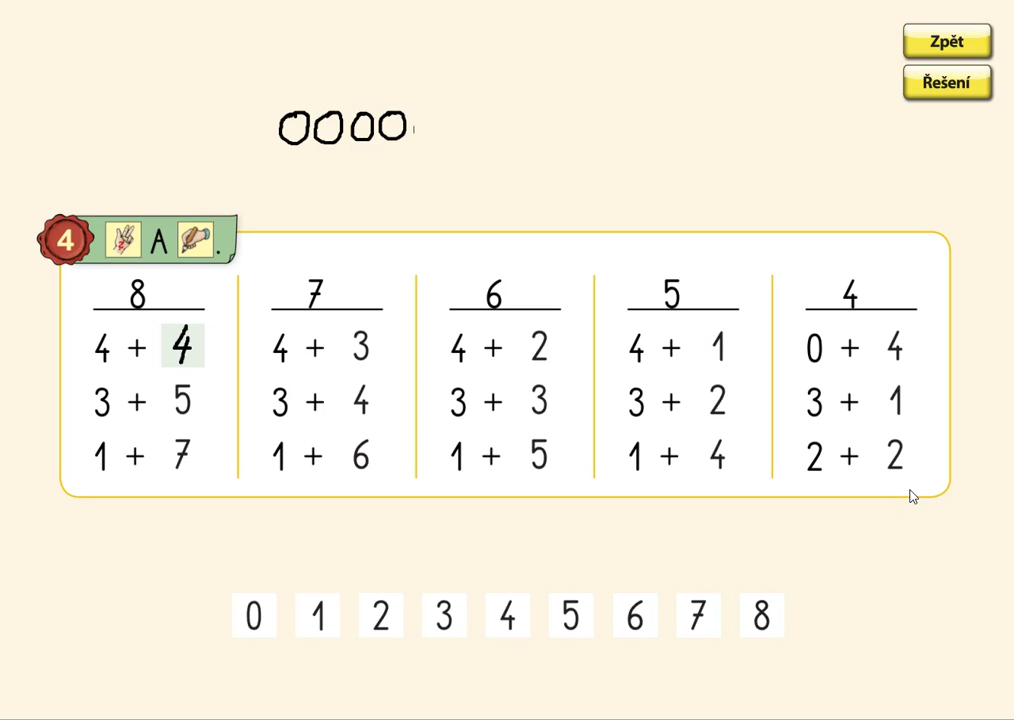 Zpět
Řešení
4 A .
8 7 6 5 4
4 + 4 4 + 3 4 + 2 4 + 1 0 + 4
3 + 5 3 + 4 3 + 3 3 + 2 3 + 1
1 + 7 1 + 6 1 + 5 1 + 4 2 + 2
0 1 2 3 4 5 6 7 8